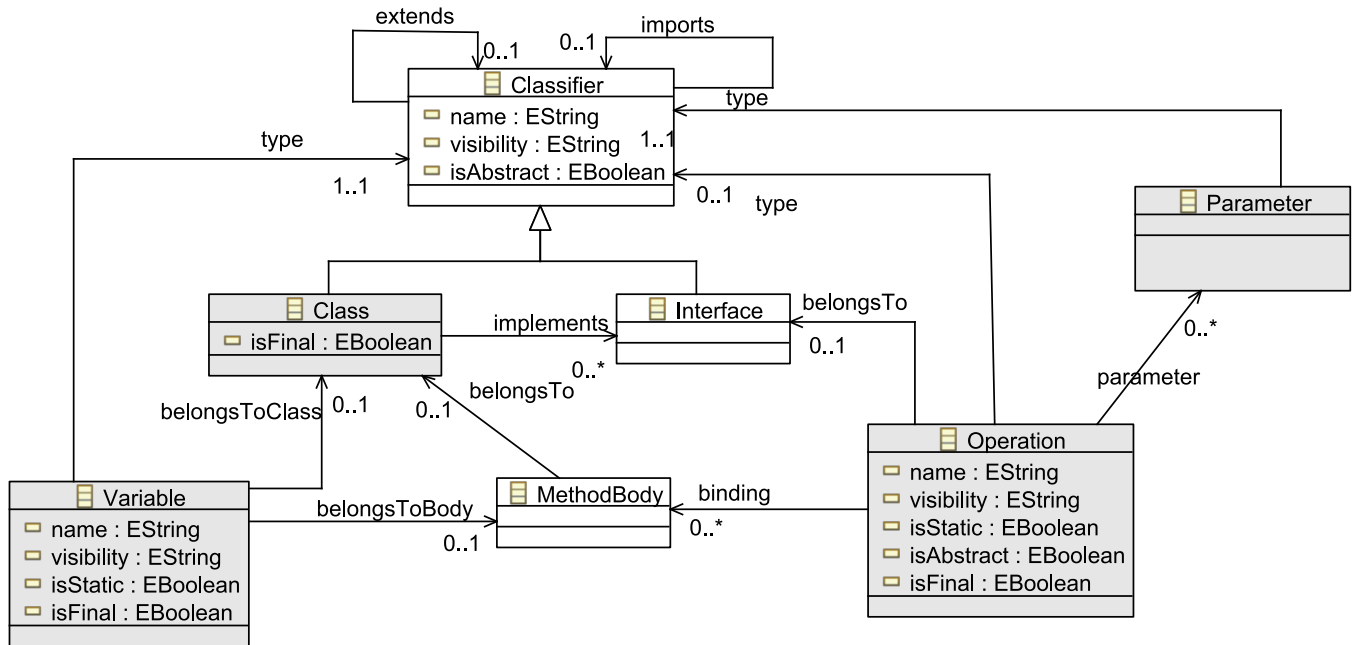 extends
imports
0..1
0..1
Classifier
name : EString
visibility : EString
isAbstract : EBoolean
type
1..1
type
1..1
0..1
type
Parameter
Class
isFinal : EBoolean
implements
0..*
Interface
belongsTo
0..1
0..*
parameter
belongsToClass
0..1
0..1
belongsTo
Operation
name : EString
visibility : EString
isStatic : EBoolean
isAbstract : EBoolean
isFinal : EBoolean
Variable
name : EString
visibility : EString
isStatic : EBoolean
isFinal : EBoolean
belongsToBody
0..1
MethodBody
binding
0..*